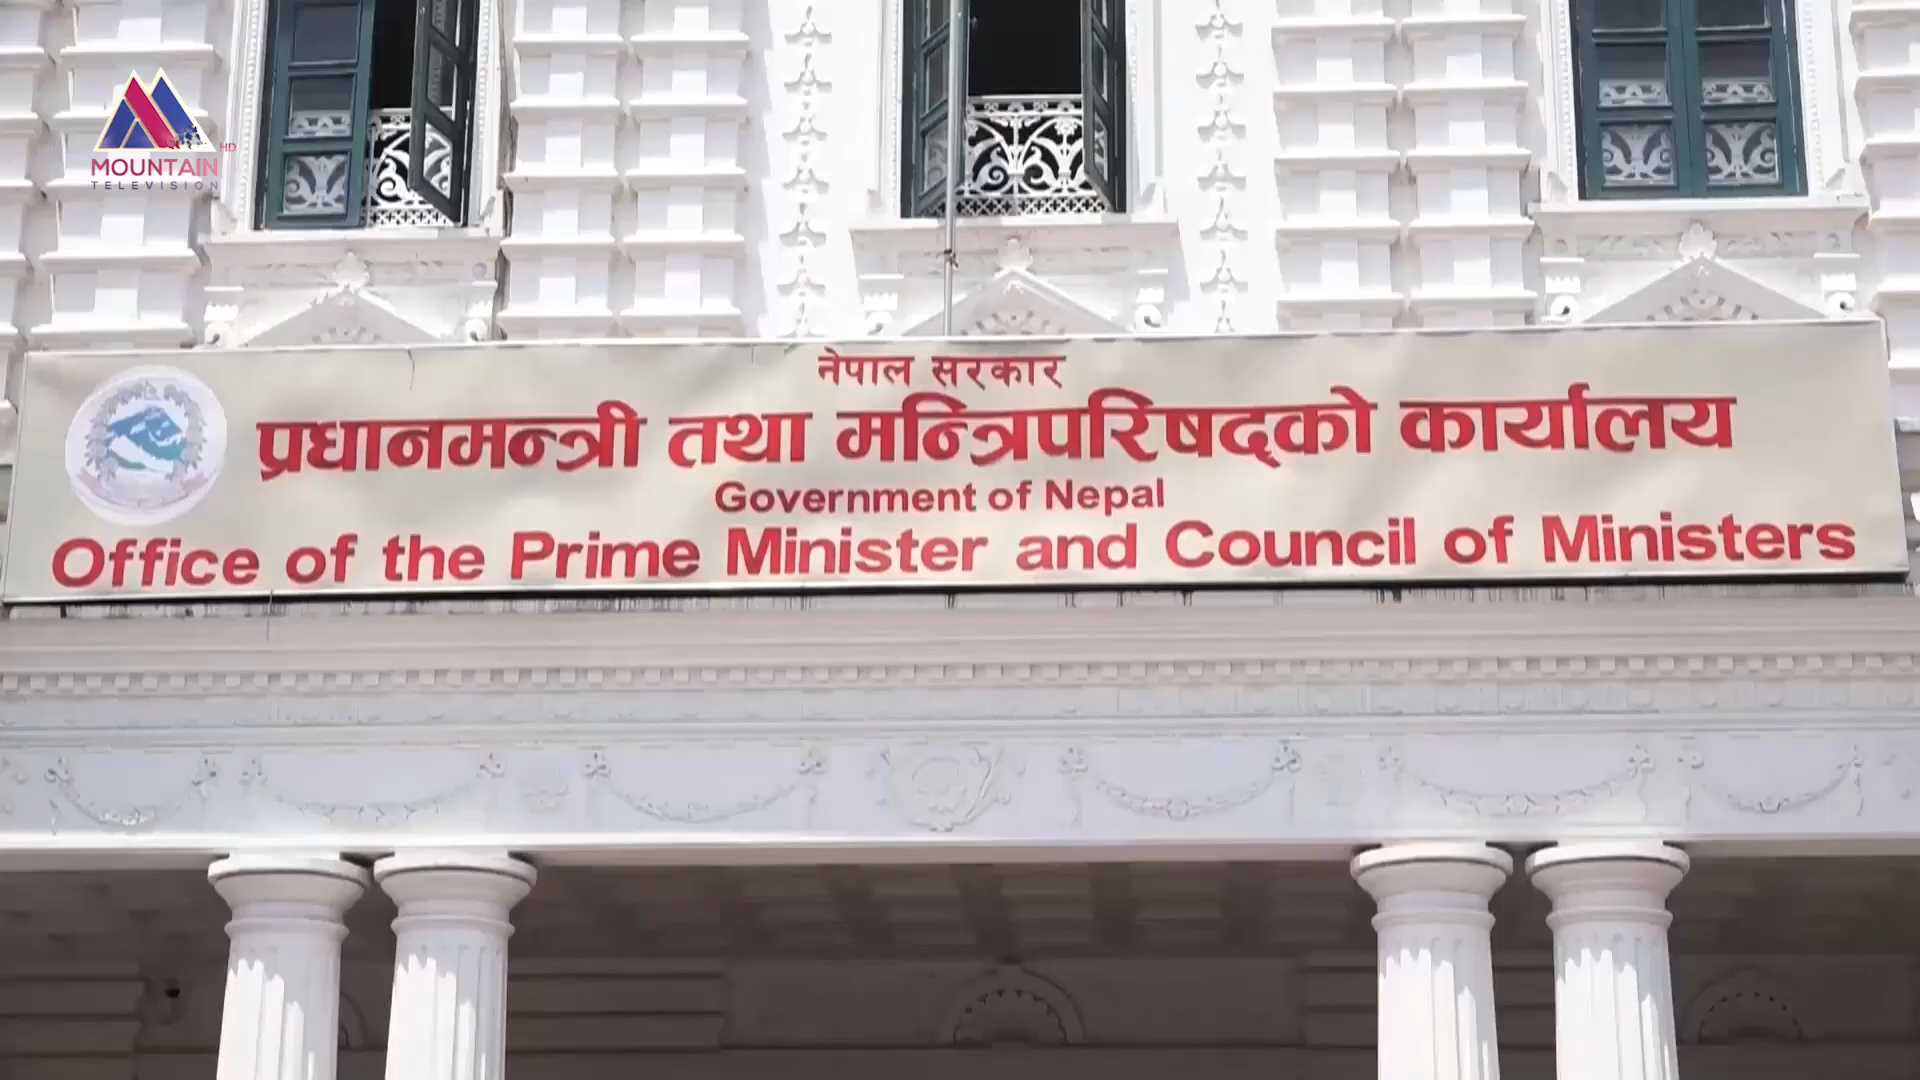 MOUNTAIN HD
TELEVISION
नेपाल सरकार
प्रधानमन्त्री तथा मन्त्रिपरिषद्को कार्यालय
Government of Nepal
Office of the Prime Minister and Council of Ministers